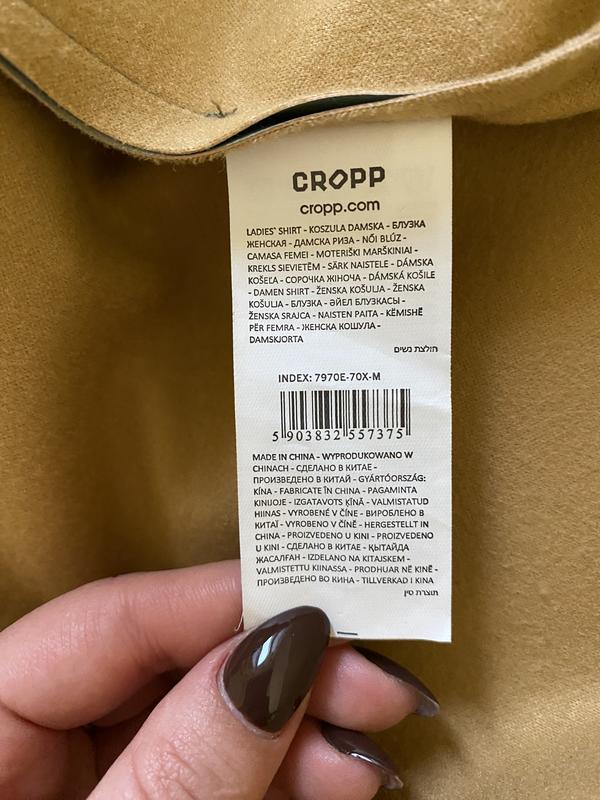 CROPP
cropp.com
LADIES` SHIRT - KOSZULA DAMSKA - БЛУЗКА
ЖЕНСКАЯ - ДАМСКА РИЗА - NŐI BLÚZ -
CAMASA FEMEI - MOTERIŠKI MARŠKINIAI -
KREKLS SIEVIETĒM - SÄRK NAISTELE - DÁMSKA
KOŠEĽA - СОРОЧКА ЖІНОЧА - DÁMSKÁ KOŠILE
- DAMEN SHIRT - ŽENSKA KOŠULJA - ŽENSKA
KOŠULJA - БЛУЗКА - ӘЙЕЛ БЛУЗКАСЫ -
ŽENSKA SRAJCA - NAISTEN PAITA - KËMISHË
PËR FEMRA - ЖЕНСКА КОШУЛА -
DAMSKJORTA
חולצת נשים
INDEX: 7970E-70X-M
5 903832 557375
MADE IN CHINA - WYPRODUKOWANO W
CHINACH - СДЕЛАНО В КИТАЕ -
ПРОИЗВЕДЕНО В КИТАЙ - GYÁRTÓORSZÁG:
KÍNA - FABRICATE ÎN CHINA - PAGAMINTA
KINIJOJE - IZGATAVOTS ĶĪNĀ - VALMISTATUD
HIINAS - VYROBENÉ V ČÍNE - ВИРОБЛЕНО В
КИТАЇ - VYROBENO V ČÍNĚ - HERGESTELLT IN
CHINA - PROIZVEDENO U KINI - PROIZVEDENO
U KINI - СДЕЛАНО В КИТАЕ - ҚЫТАЙДА
ЖАСАЛҒАН - IZDELANO NA KITAJSKEM -
VALMISTETTU KIINASSA - PRODHUAR NË KINË -
ПРОИЗВЕДЕНО ВО КИНА - TILLVERKAD I KINA
תוצרת סין